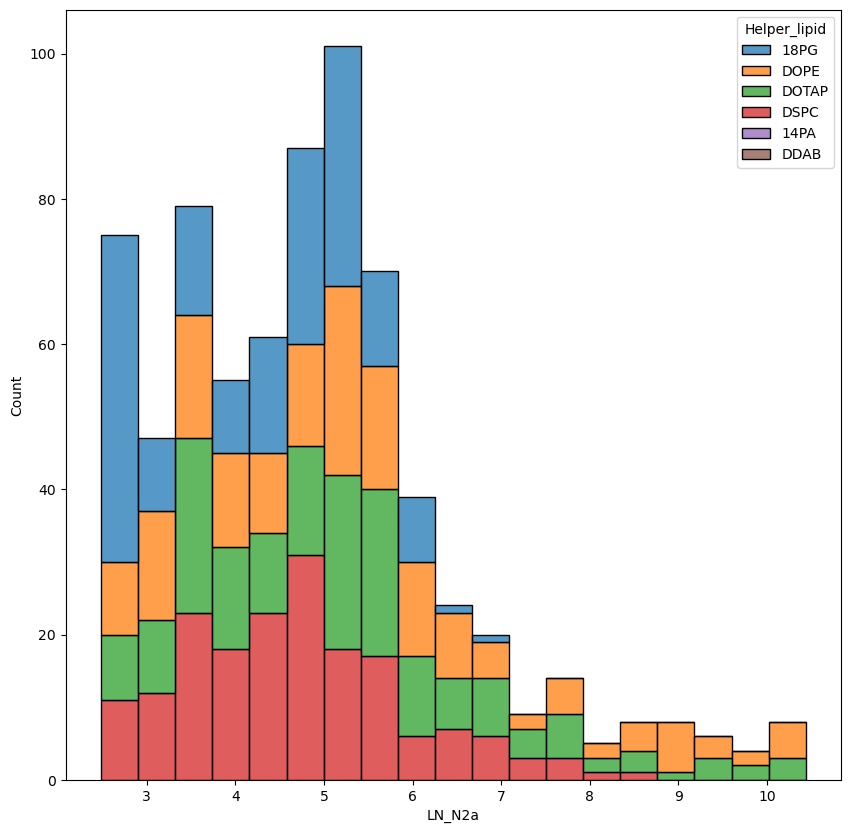 Helper_lipid
18PG
DOPE
DOTAP
DSPC
14PA
DDAB
100
80
60
40
20
0
Count
3 4 5 6 7 8 9 10
LN_N2a